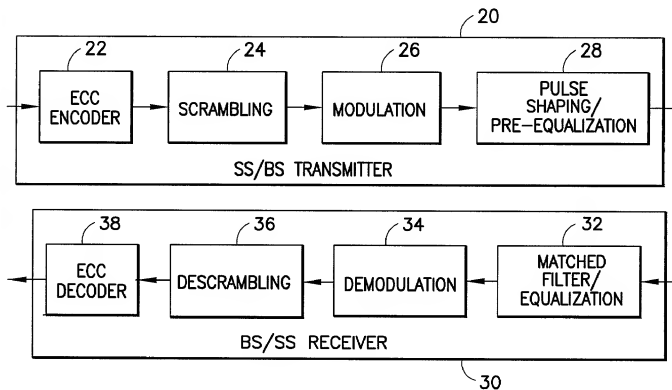 20
22
24
26
28
ECC
ENCODER
SCRAMBLING
MODULATION
PULSE
SHAPING/
PRE-EQUALIZATION
SS/BS TRANSMITTER
38
36
34
32
ECC
DECODER
DESCRAMBLING
DEMODULATION
MATCHED
FILTER/
EQUALIZATION
BS/SS RECEIVER
30